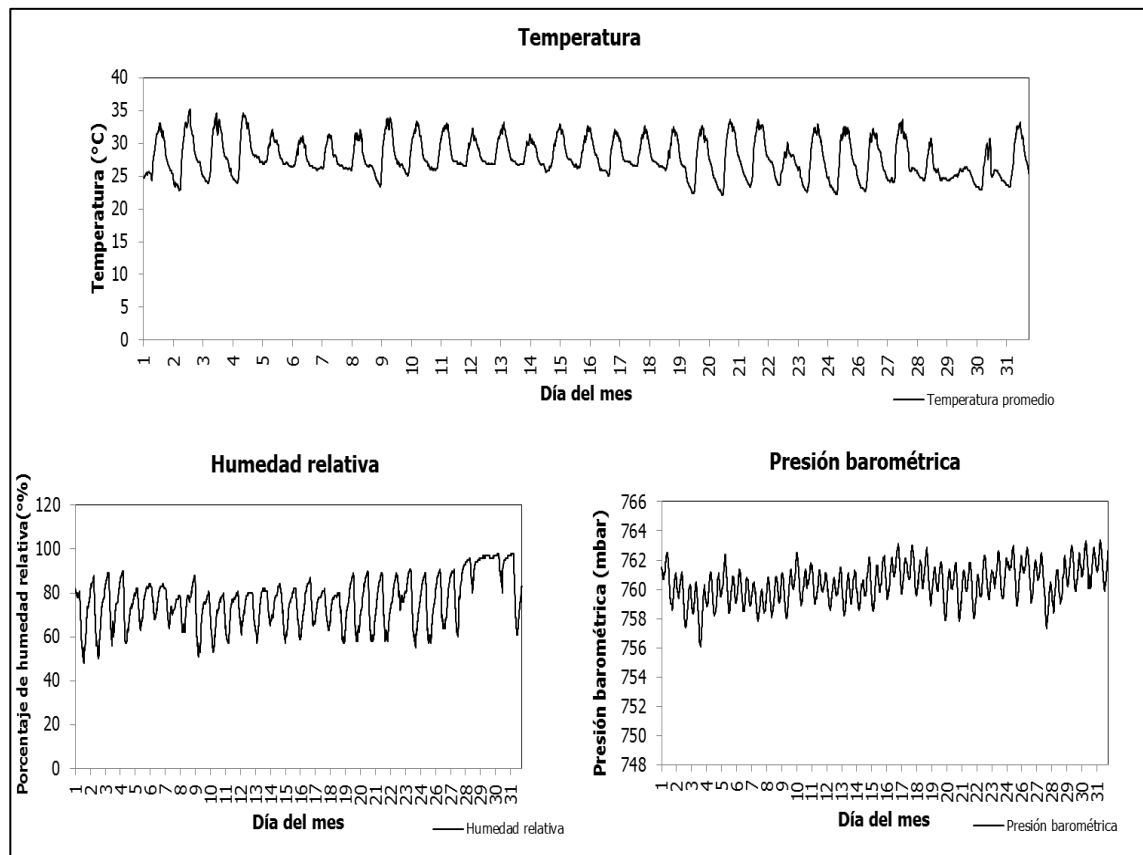 Temperatura
Temperatura (°C)
40
35
30
25
20
15
10
5
0
1 2 3 4 5 6 7 8 9 10 11 12 13 14 15 16 17 18 19 20 21 22 23 24 26 26 28 28 30 31
Día del mes
Temperatura promedio
Humedad relativa
Porcentaje de humedad relativa(°%)
120
100
80
60
40
20
0
1 2 3 4 5 6 7 8 9 10 11 12 13 14 15 16 17 18 19 20 21 22 23 24 26 26 27 28 29 30 31
Día del mes
Humedad relativa
Presión barométrica
Presión barométrica (mbar)
766
764
762
760
758
756
754
752
750
748
1 2 3 4 5 6 7 8 9 10 11 12 13 14 15 16 17 18 19 20 21 22 23 24 26 26 27 28 29 30 31
Día del mes
Presión barométrica